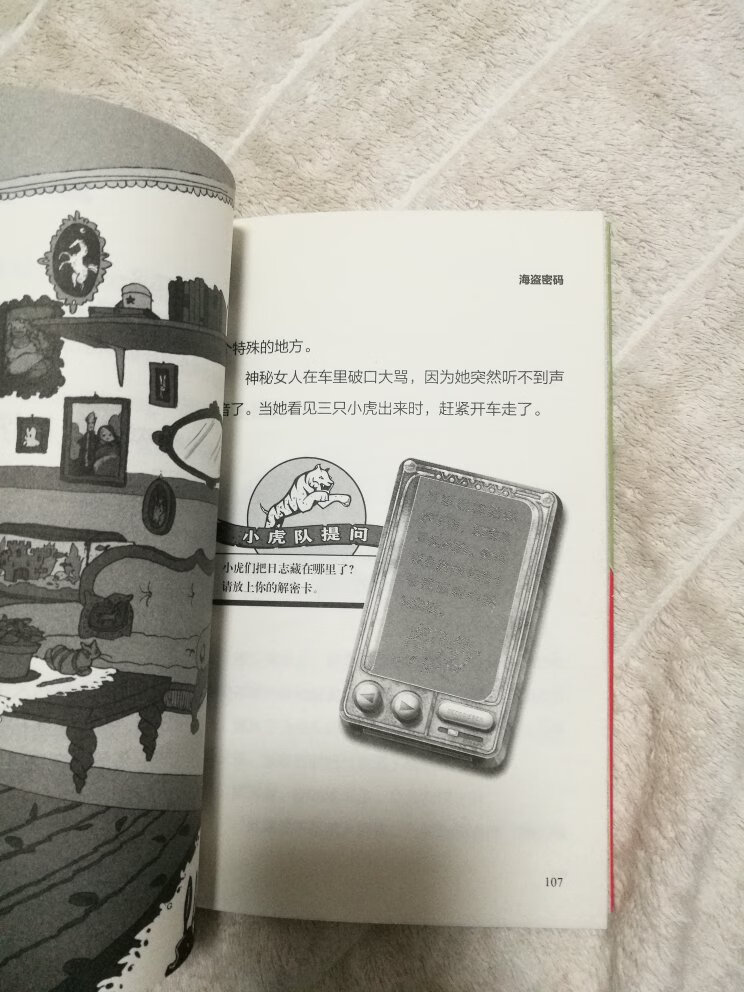 海盗密码
个特殊的地方。
神秘女人在车里破口大骂，因为她突然听不到声
音了。当她看见三只小虎出来时，赶紧开车走了。
小虎队提问
小虎们把日志藏在哪里了？
请放上你的解密卡。
107